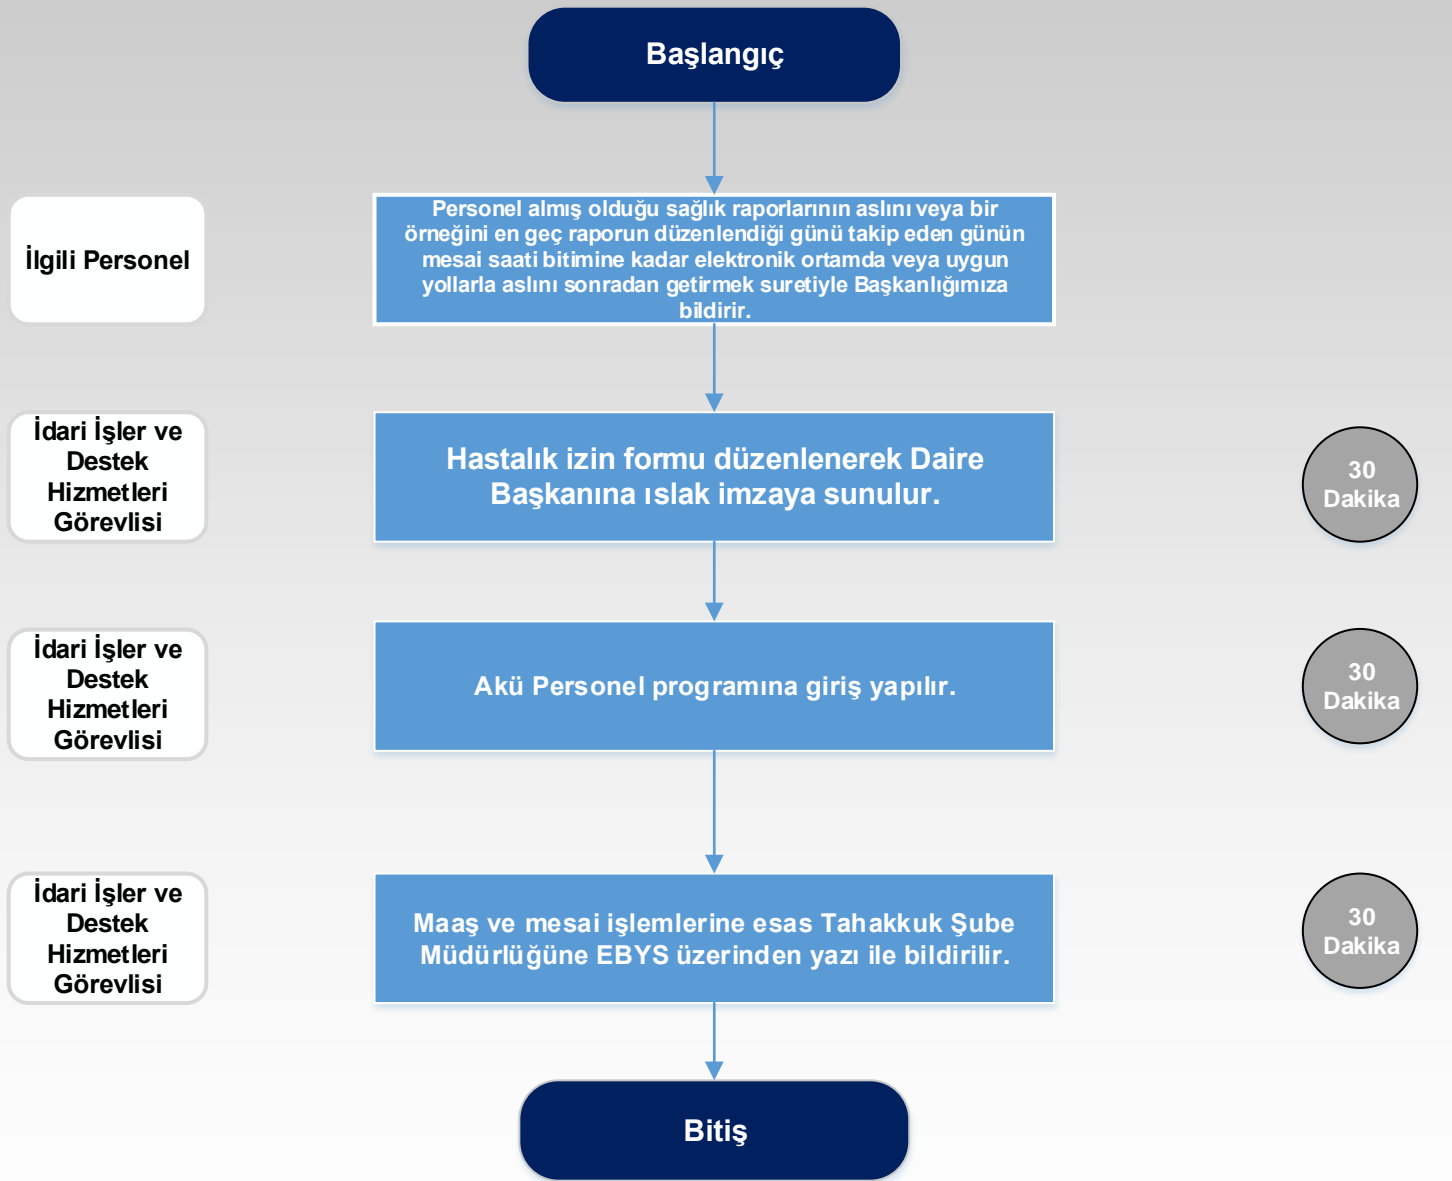 Başlangıç
İlgili Personel
Personel almış olduğu sağlık raporlarının aslını veya bir
örneğini en geç raporun düzenlendiği günü takip eden günün
mesai saati bitimine kadar elektronik ortamda veya uygun
yollarla aslını sonradan getirmek suretiyle Başkanlığımıza
bildirir.
İdari İşler ve
Destek
Hizmetleri
Görevlisi
Hastalık izin formu düzenlenerek Daire
Başkanına ıslak imzaya sunulur.
30
Dakika
İdari İşler ve
Destek
Hizmetleri
Görevlisi
Akü Personel programına giriş yapılır.
30
Dakika
İdari İşler ve
Destek
Hizmetleri
Görevlisi
Maaş ve mesai işlemlerine esas Tahakkuk Şube
Müdürlüğüne EBYS üzerinden yazı ile bildirilir.
30
Dakika
Bitiş